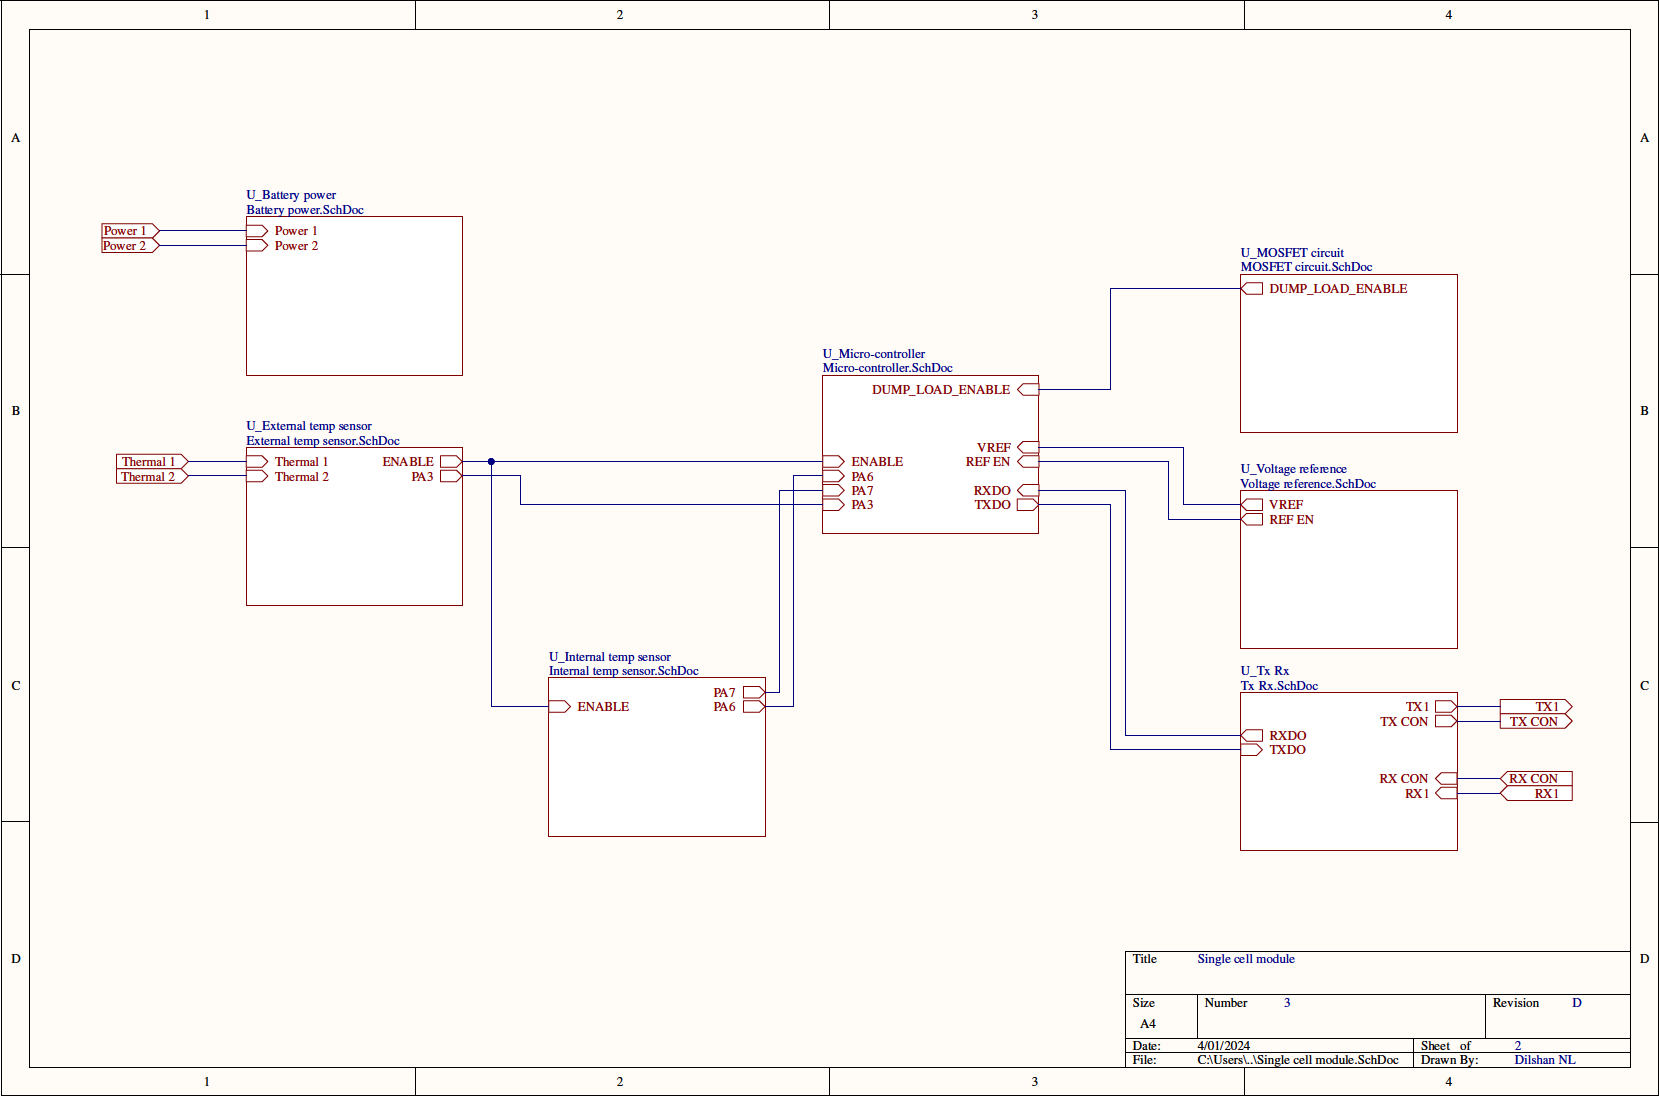 1 2 3 4
A A
U_Battery power
Battery power.SchDoc
Power 1 Power 1
Power 2 Power 2
U_MOSFET circuit
MOSFET circuit.SchDoc
DUMP_LOAD_ENABLE
U_Micro-controller
Micro-controller.SchDoc
DUMP_LOAD_ENABLE
B B
U_External temp sensor
External temp sensor.SchDoc
Thermal 1 Thermal 1 ENABLE
Thermal 2 Thermal 2 PA3
VREF
ENABLE REF EN
PA6
PA7 RXDO
PA3 TXDO
U_Voltage reference
Voltage reference.SchDoc
VREF
REF EN
U_Internal temp sensor
Internal temp sensor.SchDoc
PA7
ENABLE PA6
C C
U_Tx Rx
Tx Rx.SchDoc
TX1 TX1
TX CON TX CON
RXDO
TXDO
RX CON RX CON
RX1 RX1
D D
Title Single cell module
Size Number 3 Revision D
A4
Date: 4/01/2024 Sheet of 2
File: C:\Users\..\Single cell module.SchDoc Drawn By: Dilshan NL
1 2 3 4